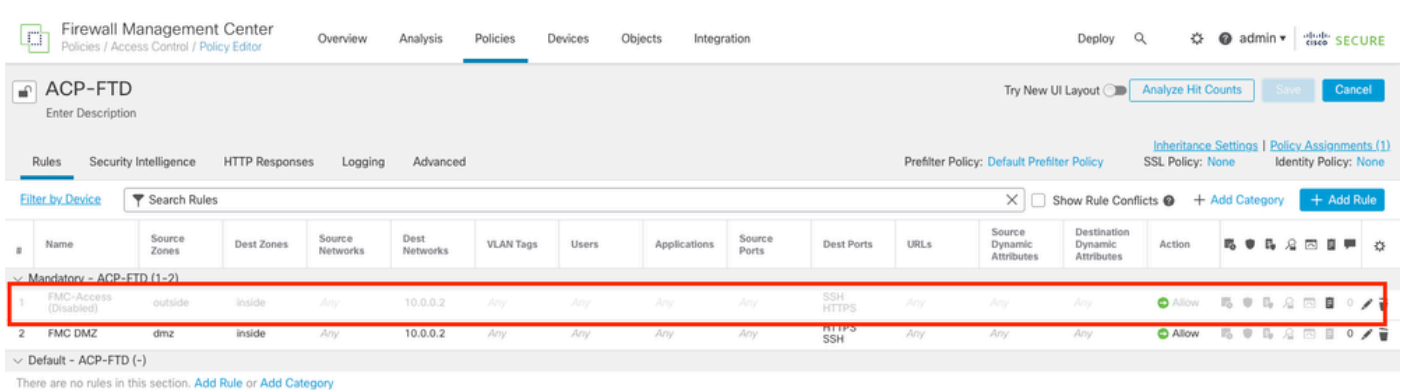 Firewall Management Center
Policies / Access Control / Policy Editor
Overview Analysis Policies Devices Objects Integration Deploy admin SECURE
cisco
ACP-FTD
Enter Description
Try New UI Layout Analyze Hit Counts Save Cancel
Inheritance Settings | Policy Assignments (1)
Rules Security Intelligence HTTP Responses Logging Advanced Prefilter Policy: Default Prefilter Policy SSL Policy: None Identity Policy: None
Filter by Device Search Rules Show Rule Conflicts + Add Category + Add Rule
# Name Source Zones Dest Zones Source Networks Dest Networks VLAN Tags Users Applications Source Ports Dest Ports URLs Source Dynamic Attributes Destination Dynamic Attributes Action
Mandatory - ACP-FTD (1-2)
1 FMC-Access (Disabled) outside inside Any 10.0.0.2 Any Any Any Any SSH HTTPS Any Any Any Allow 0
2 FMC DMZ dmz inside Any 10.0.0.2 Any Any Any Any HTTPS SSH Any Any Any Allow 0
Default - ACP-FTD (-)
There are no rules in this section. Add Rule or Add Category